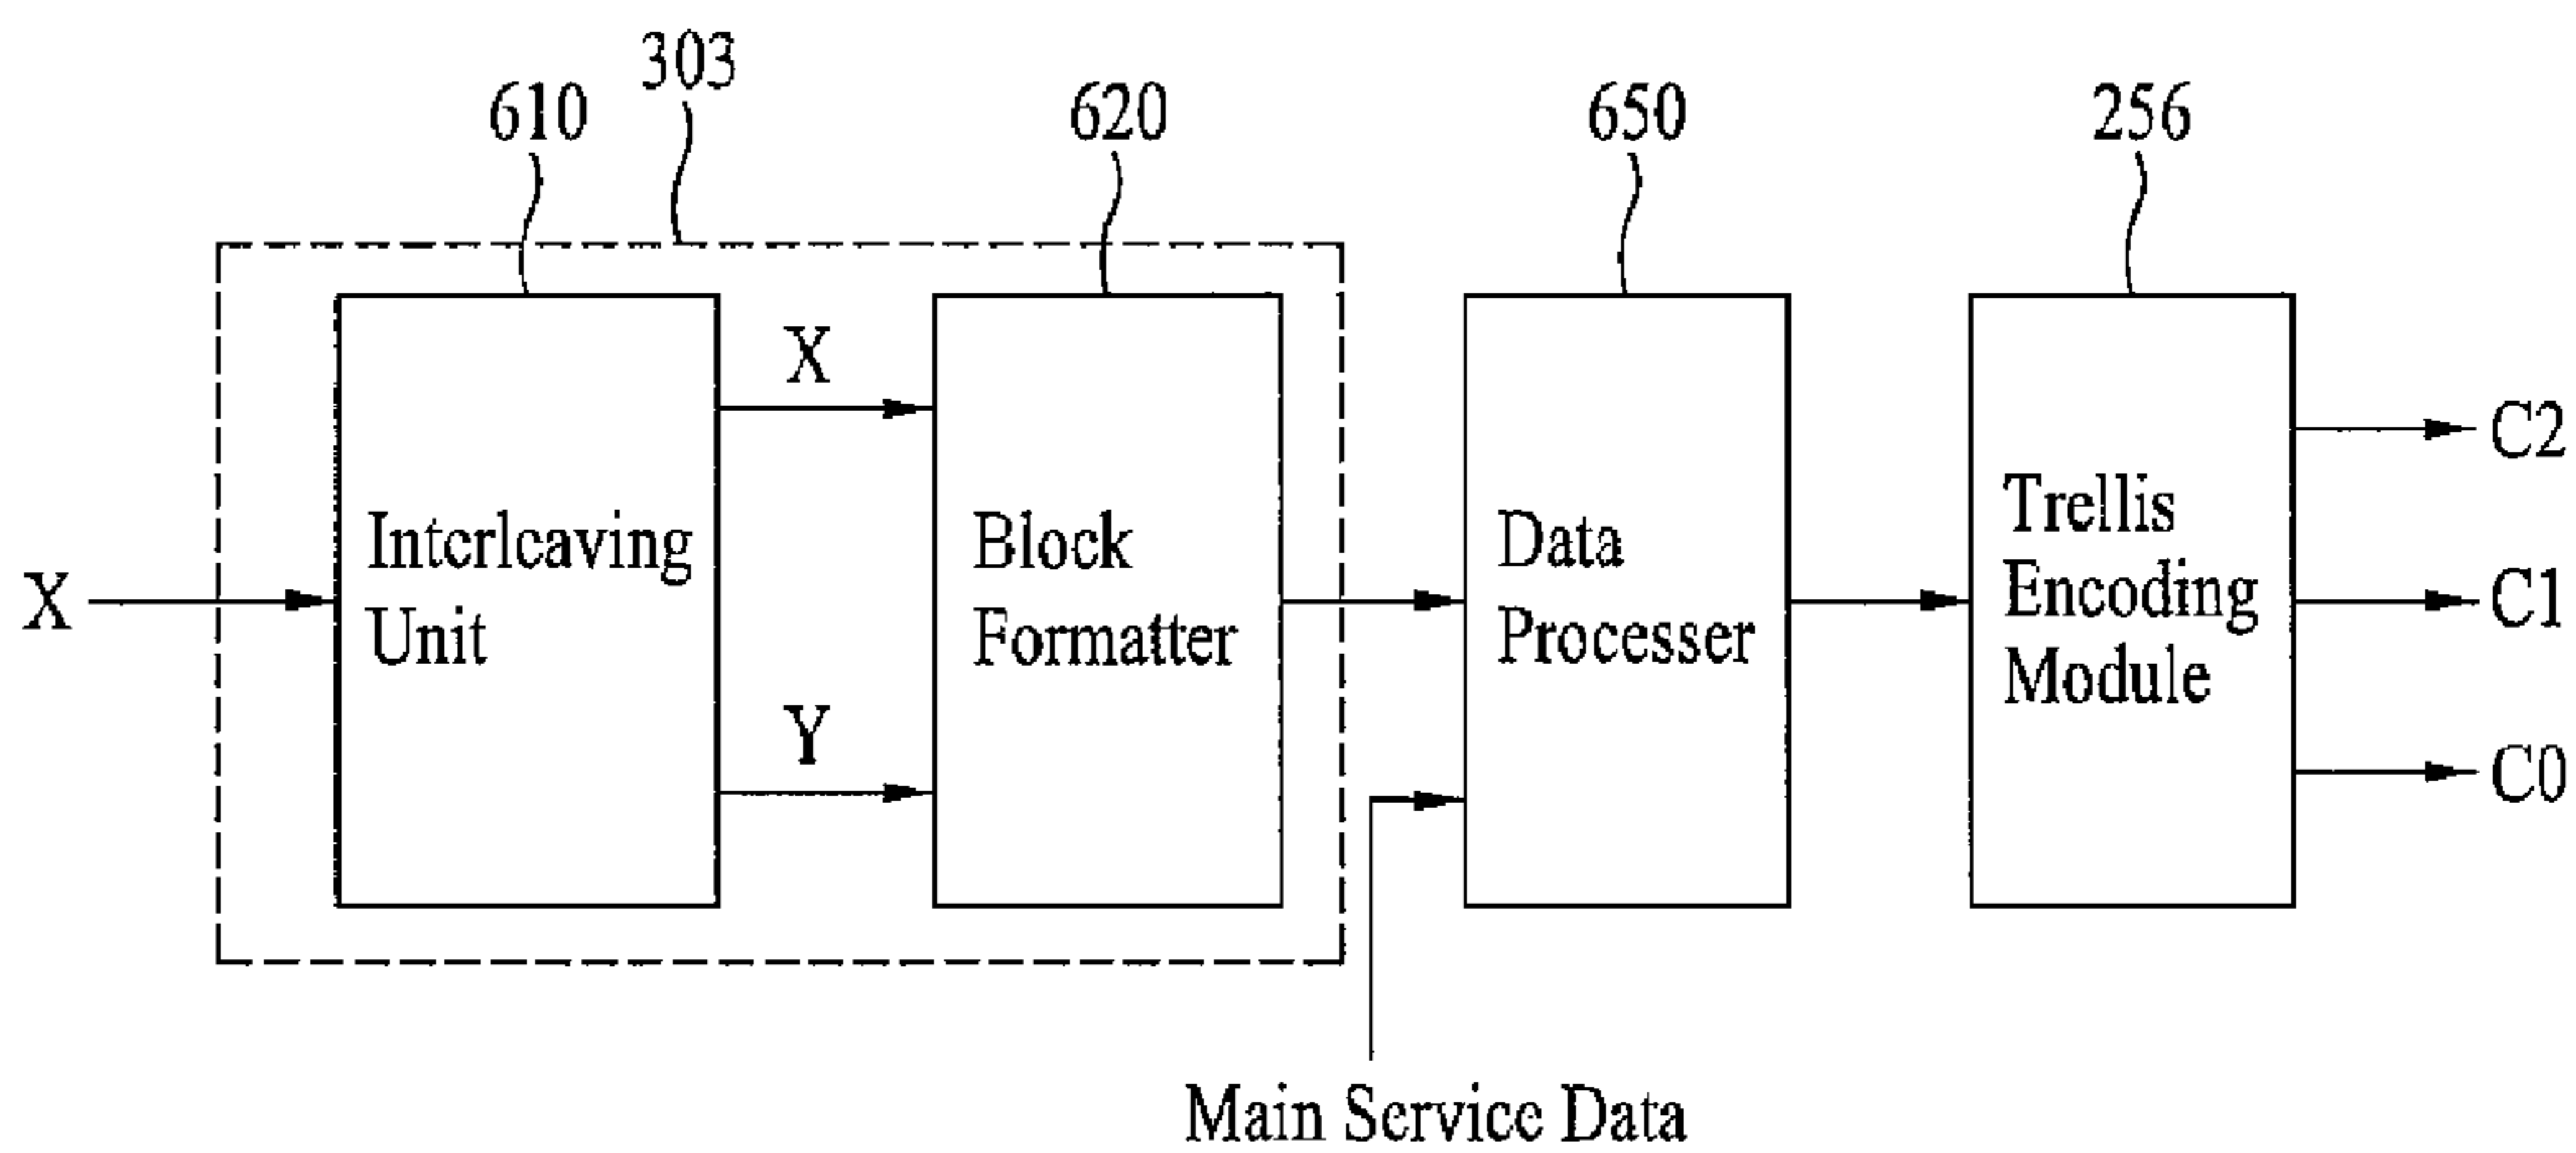 303
610
620
650
256
X
Interleaving
Unit
X
Y
Block
Formatter
Data
Processer
Trellis
Encoding
Module
C2
C1
C0
Main Service Data